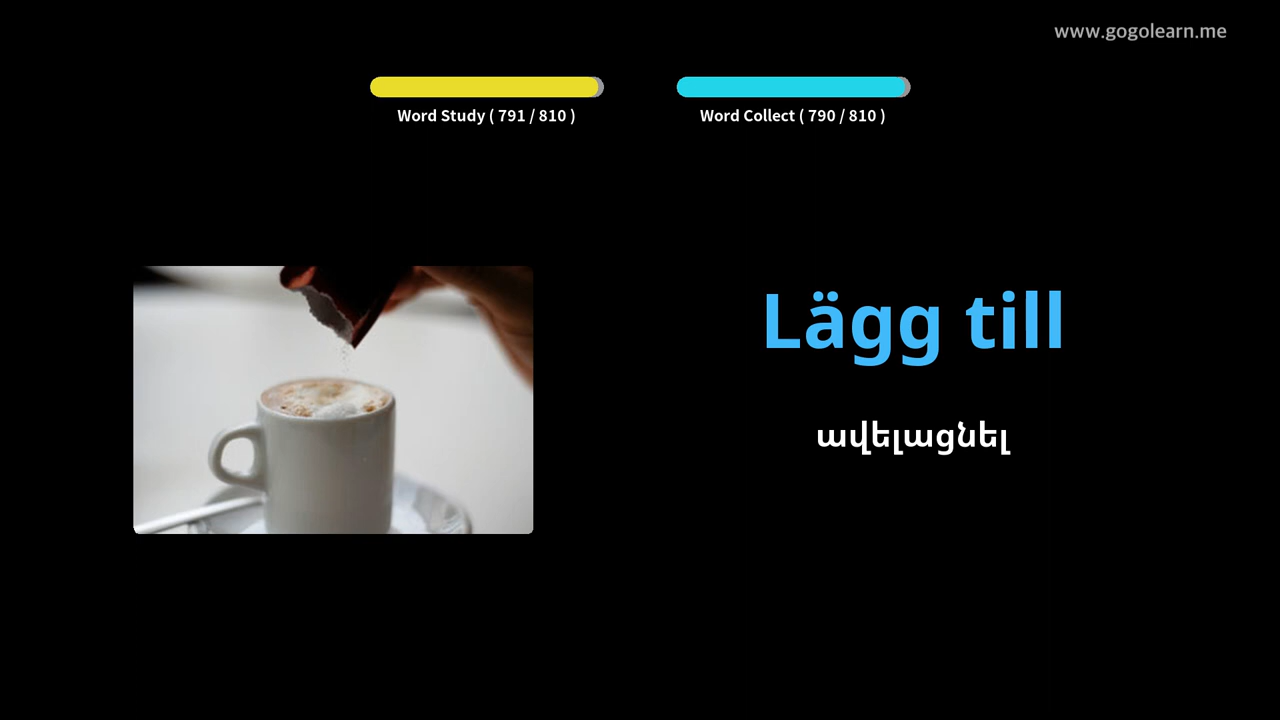 www.gogolearn.me
Word Study ( 791 / 810 )
Word Collect ( 790 / 810 )
Lägg till
ավելացնել